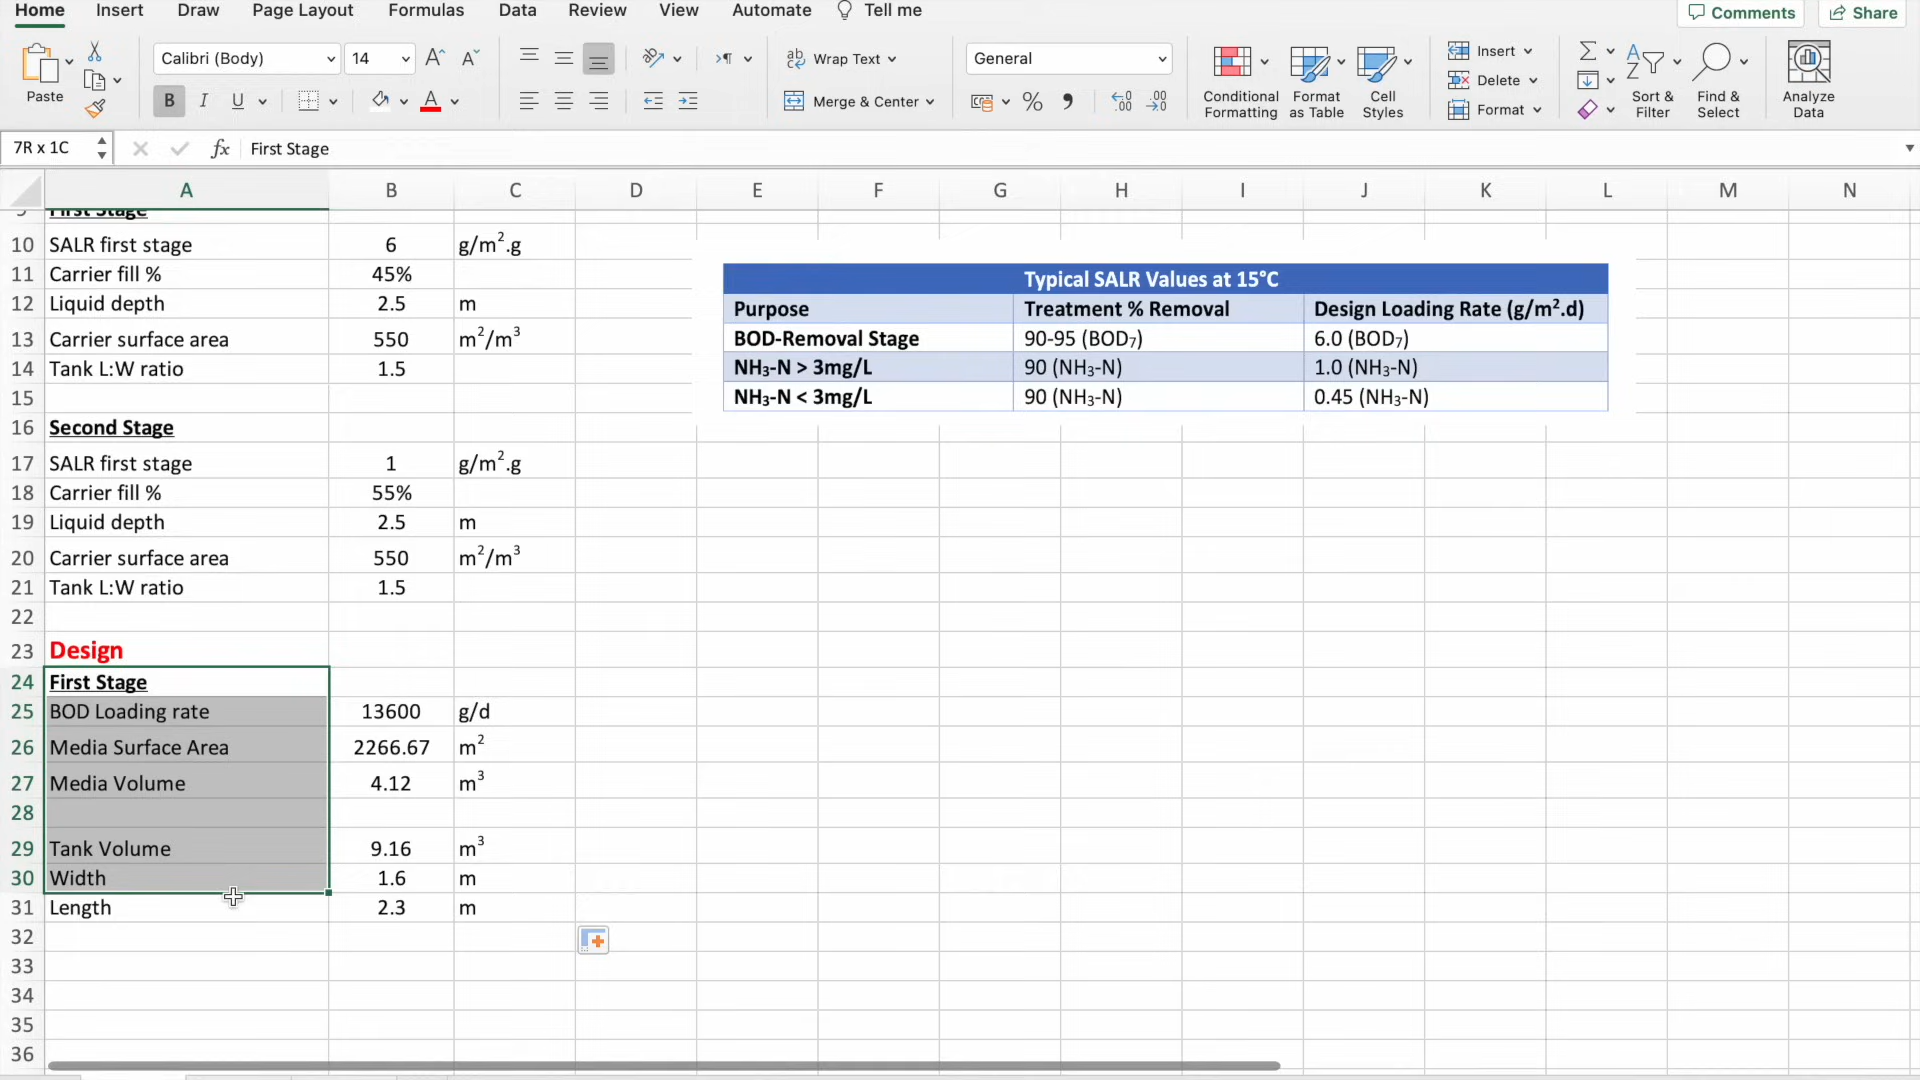 Home Insert Draw Page Layout Formulas Data Review View Automate Tell me Comments Share
Paste Calibri (Body) 14 A A B I U Wrap Text Merge & Center General % Conditional Formatting Format as Table Cell Styles Insert Delete Format Sort & Filter Find & Select Analyze Data
7R x 1C fx First Stage
A B C D E F G H I J K L M N
9 First Stage
10 SALR first stage 6 g/m².g
11 Carrier fill % 45%
12 Liquid depth 2.5 m
13 Carrier surface area 550 m²/m³
14 Tank L:W ratio 1.5
15
16 Second Stage
17 SALR first stage 1 g/m².g
18 Carrier fill % 55%
19 Liquid depth 2.5 m
20 Carrier surface area 550 m²/m³
21 Tank L:W ratio 1.5
22
23 Design
24 First Stage
25 BOD Loading rate 13600 g/d
26 Media Surface Area 2266.67 m²
27 Media Volume 4.12 m³
28
29 Tank Volume 9.16 m³
30 Width 1.6 m
31 Length 2.3 m
32
33
34
35
36
Typical SALR Values at 15°C
Purpose Treatment % Removal Design Loading Rate (g/m².d)
BOD-Removal Stage 90-95 (BOD₇) 6.0 (BOD₇)
NH₃-N > 3mg/L 90 (NH₃-N) 1.0 (NH₃-N)
NH₃-N < 3mg/L 90 (NH₃-N) 0.45 (NH₃-N)